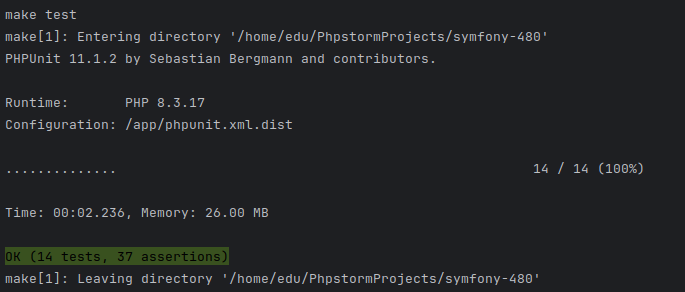 make test
make[1]: Entering directory '/home/edu/PhpstormProjects/symfony-480'
PHPUnit 11.1.2 by Sebastian Bergmann and contributors.
Runtime:       PHP 8.3.17
Configuration: /app/phpunit.xml.dist
..............                                                    14 / 14 (100%)
Time: 00:02.236, Memory: 26.00 MB
OK (14 tests, 37 assertions)
make[1]: Leaving directory '/home/edu/PhpstormProjects/symfony-480'